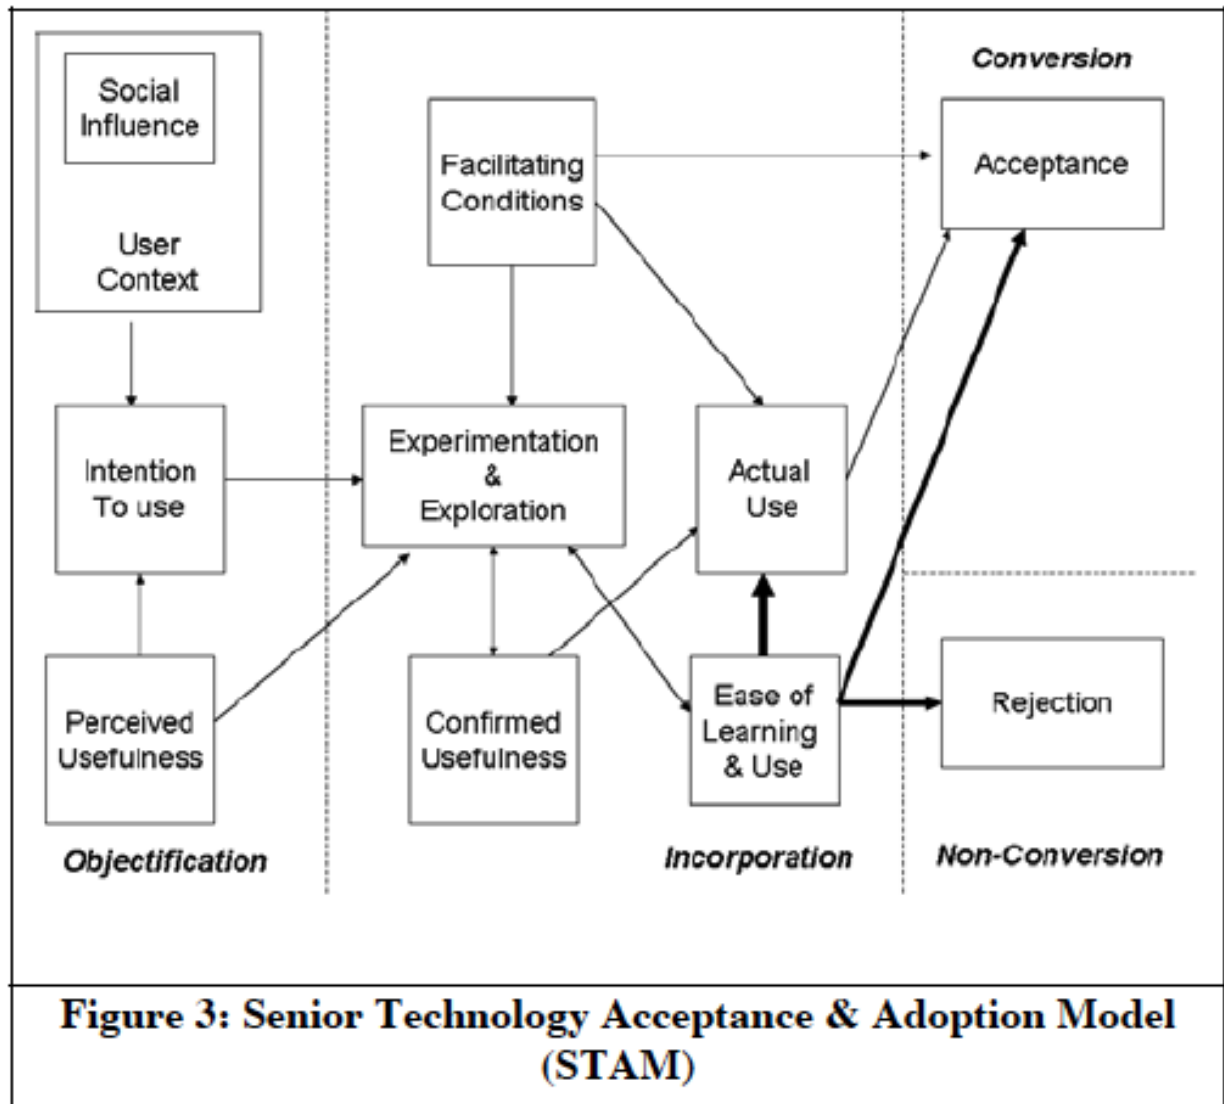 Social
Influence
User
Context
Intention
To use
Perceived
Usefulness
Objectification
Facilitating
Conditions
Experimentation
&
Exploration
Confirmed
Usefulness
Actual
Use
Ease of
Learning
& Use
Incorporation
Conversion
Acceptance
Rejection
Non-Conversion
Figure 3: Senior Technology Acceptance & Adoption Model
(STAM)